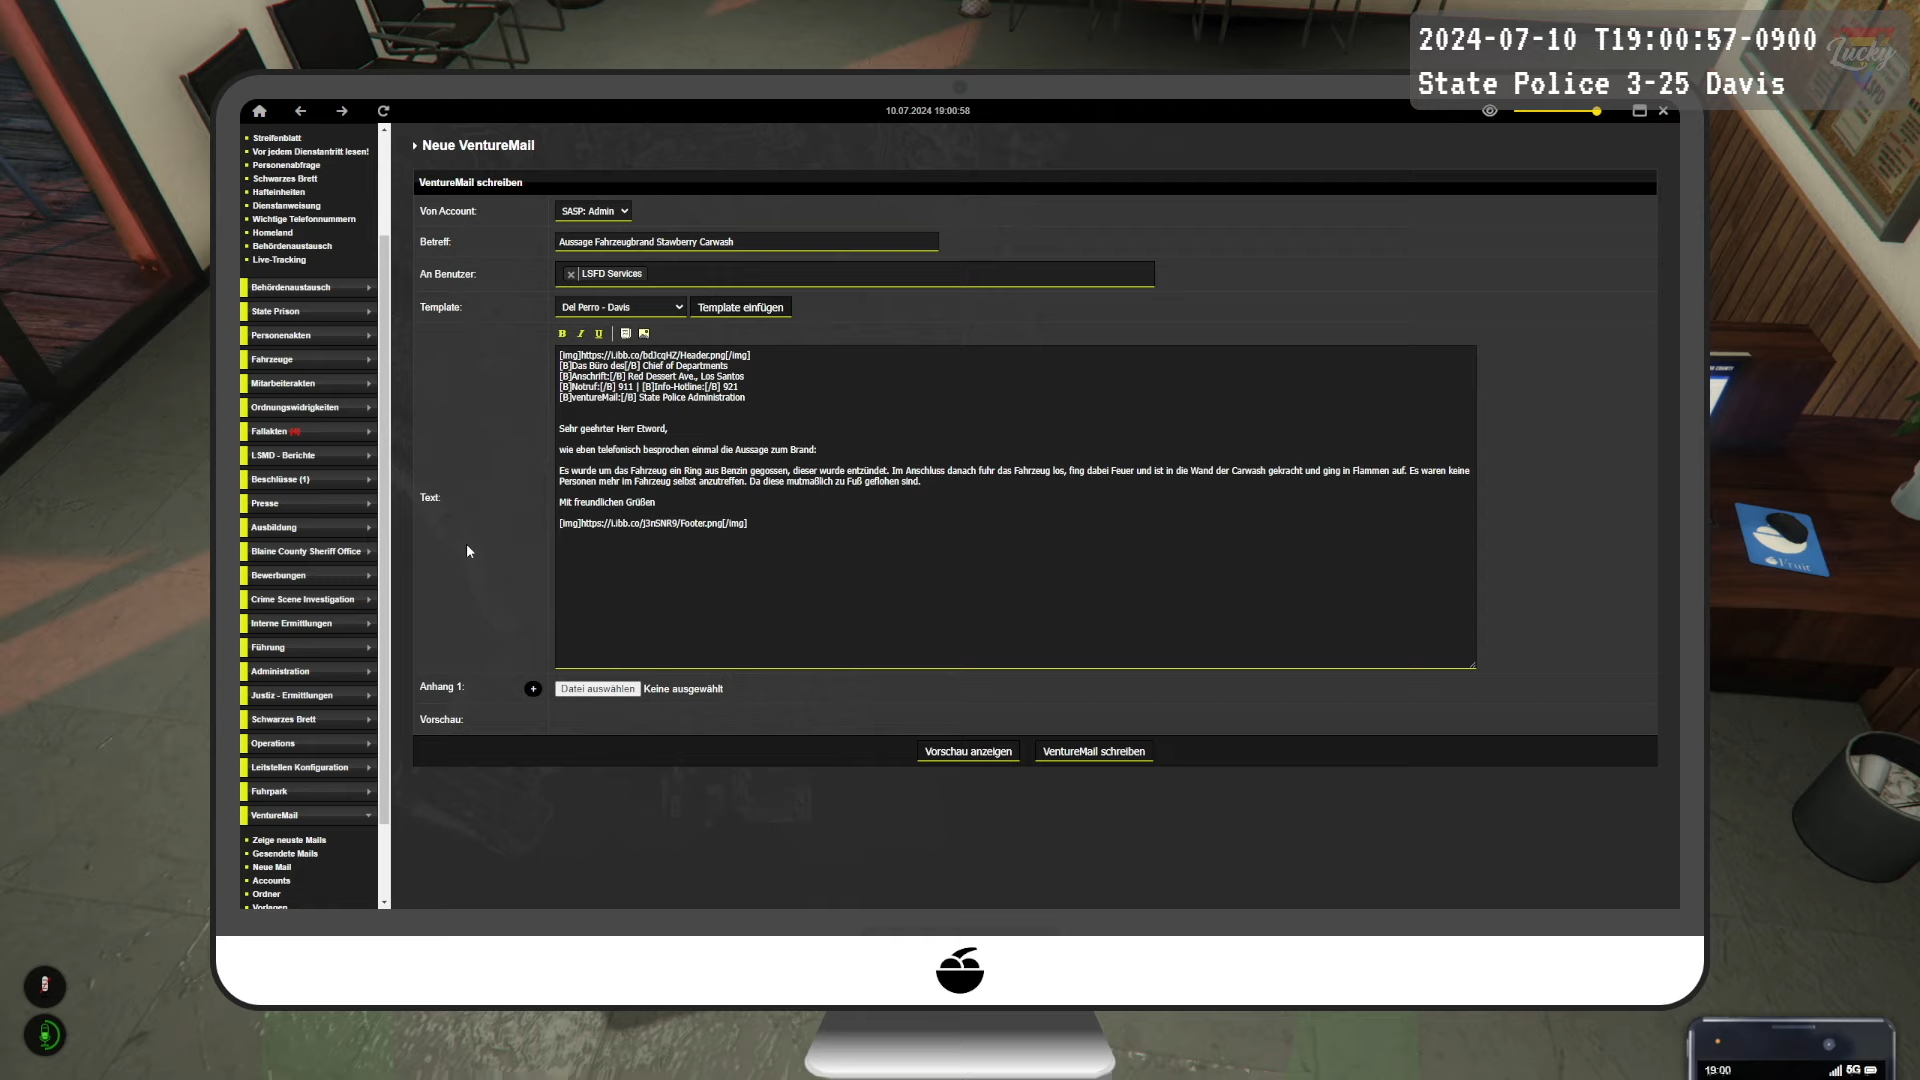 2024-07-10 T19:00:57-0900
State Police 3-25 Davis
Lucky
10.07.2024 19:00:58
Streifenblatt
Vor jedem Dienstantritt lesen!
Personenabfrage
Schwarzes Brett
Hafteinheiten
Dienstanweisung
Wichtige Telefonnummern
Homeland
Behördenaustausch
Live-Tracking
Behördenaustausch
State Prison
Personenakten
Fahrzeuge
Mitarbeiterakten
Ordnungswidrigkeiten
Fallakten
LSMD - Berichte
Beschlüsse (1)
Presse
Ausbildung
Blaine County Sheriff Office
Bewerbungen
Crime Scene Investigation
Interne Ermittlungen
Führung
Administration
Justiz - Ermittlungen
Schwarzes Brett
Operations
Leitstellen Konfiguration
Fuhrpark
VentureMail
Zeige neuste Mails
Gesendete Mails
Neue Mail
Accounts
Ordner
Vorlagen
Neue VentureMail
VentureMail schreiben
Von Account: SASP: Admin
Betreff: Aussage Fahrzeugbrand Stawberry Carwash
An Benutzer: LSFD Services
Template: Del Perro - Davis Template einfügen
B I U
Text:
[img]https://i.ibb.co/bdJcqHZ/Header.png[/img]
[B]Das Büro des[/B] Chief of Departments
[B]Anschrift:[/B] Red Dessert Ave., Los Santos
[B]Notruf:[/B] 911 | [B]Info-Hotline:[/B] 921
[B]ventureMail:[/B] State Police Administration
Sehr geehrter Herr Etword,
wie eben telefonisch besprochen einmal die Aussage zum Brand:
Es wurde um das Fahrzeug ein Ring aus Benzin gegossen, dieser wurde entzündet. Im Anschluss danach fuhr das Fahrzeug los, fing dabei Feuer und ist in die Wand der Carwash gekracht und ging in Flammen auf. Es waren keine
Personen mehr im Fahrzeug selbst anzutreffen. Da diese mutmaßlich zu Fuß geflohen sind.
Mit freundlichen Grüßen
[img]https://i.ibb.co/j3nSNR9/Footer.png[/img]
Anhang 1: + Datei auswählen Keine ausgewählt
Vorschau:
Vorschau anzeigen VentureMail schreiben
COUNTY
Fruit
19:00 5G